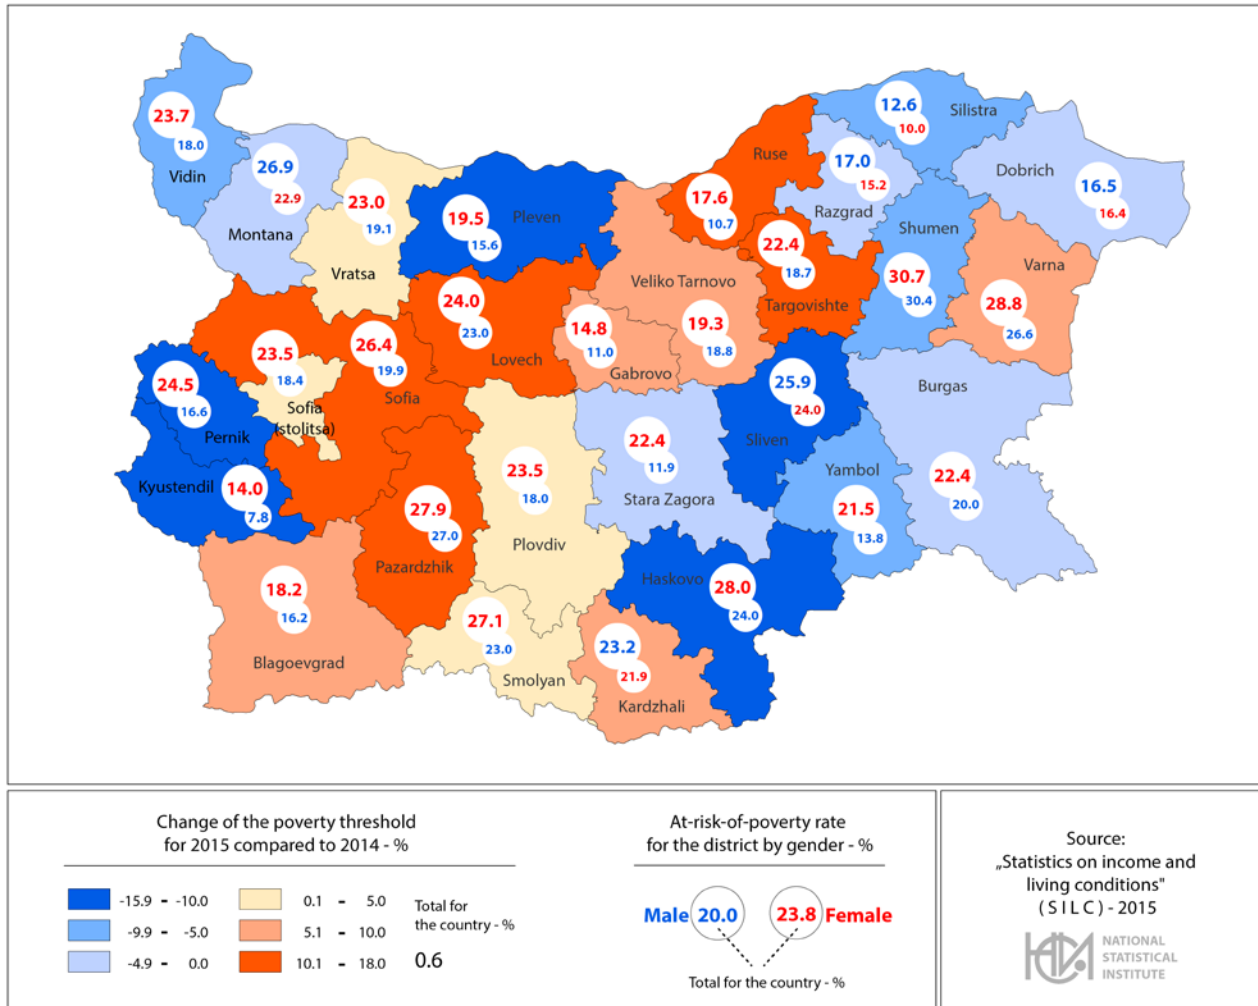 12.6
Silistra
10.0
23.7
18.0
Vidin
Ruse
17.0
15.2
Razgrad
Dobrich
16.5
16.4
26.9
22.9
Montana
23.0
19.1
Vratsa
19.5
15.6
Pleven
17.6
10.7
22.4
18.7
Targovishte
Shumen
30.7
30.4
Varna
28.8
26.6
Veliko Tarnovo
19.3
18.8
24.0
23.0
Lovech
14.8
11.0
Gabrovo
23.5
18.4
Sofia
(stolitsa)
26.4
19.9
Sofia
24.5
16.6
Pernik
25.9
24.0
Sliven
Burgas
22.4
20.0
Kyustendil
14.0
7.8
27.9
27.0
Pazardzhik
23.5
18.0
Plovdiv
22.4
11.9
Stara Zagora
Yambol
21.5
13.8
Haskovo
28.0
24.0
18.2
16.2
Blagoevgrad
27.1
23.0
Smolyan
23.2
21.9
Kardzhali
Change of the poverty threshold
for 2015 compared to 2014 - %
-15.9 - -10.0
-9.9 - -5.0
-4.9 - 0.0
0.1 - 5.0
5.1 - 10.0
10.1 - 18.0
Total for
the country - %
0.6
At-risk-of-poverty rate
for the district by gender - %
Male 20.0 23.8 Female
Total for the country - %
Source:
„Statistics on income and
living conditions"
( S I L C ) - 2015
НСИ
NATIONAL
STATISTICAL
INSTITUTE